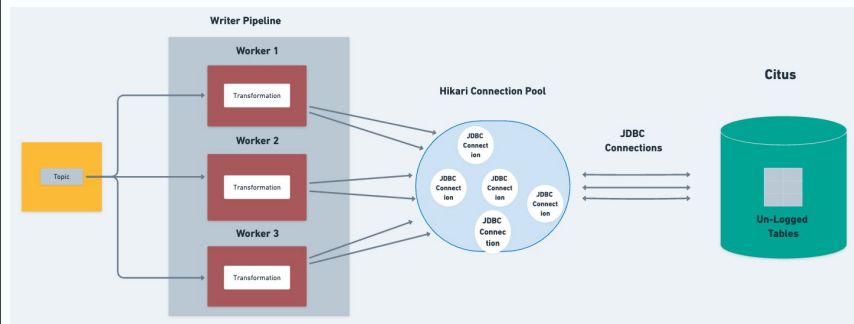 Writer Pipeline
Worker 1
Transformation
Worker 2
Transformation
Worker 3
Transformation
Topic
Hikari Connection Pool
JDBC
Connect
ion
JDBC
Connect
ion
JDBC
Connect
ion
JDBC
Connect
ion
JDBC
Connec
tion
JDBC
Connections
Citus
Un-Logged
Tables